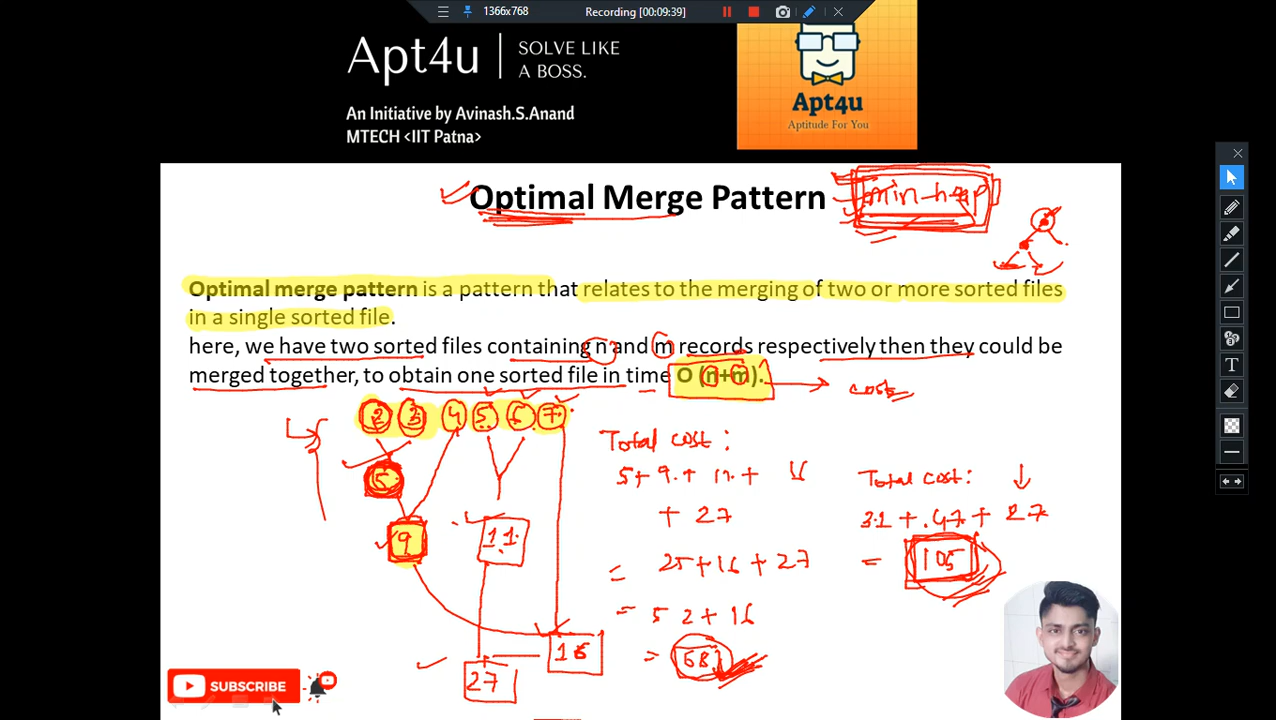 1366x768
Recording [00:09:39]
Apt4u
SOLVE LIKE
A BOSS.
An Initiative by Avinash.S.Anand
MTECH <IIT Patna>
Apt4u
Aptitude For You
Optimal Merge Pattern
min-heap
Optimal merge pattern is a pattern that relates to the merging of two or more sorted files
in a single sorted file.
here, we have two sorted files containing n and m records respectively then they could be
merged together, to obtain one sorted file in time O (n+m).
cost
2 3 4 5 6 7
5
9
11
16
27
Total cost:
5+9+11+16
+ 27
= 25+16+27
= 52+16
= 68
Total cost:
31+47+27
= 105
SUBSCRIBE
T